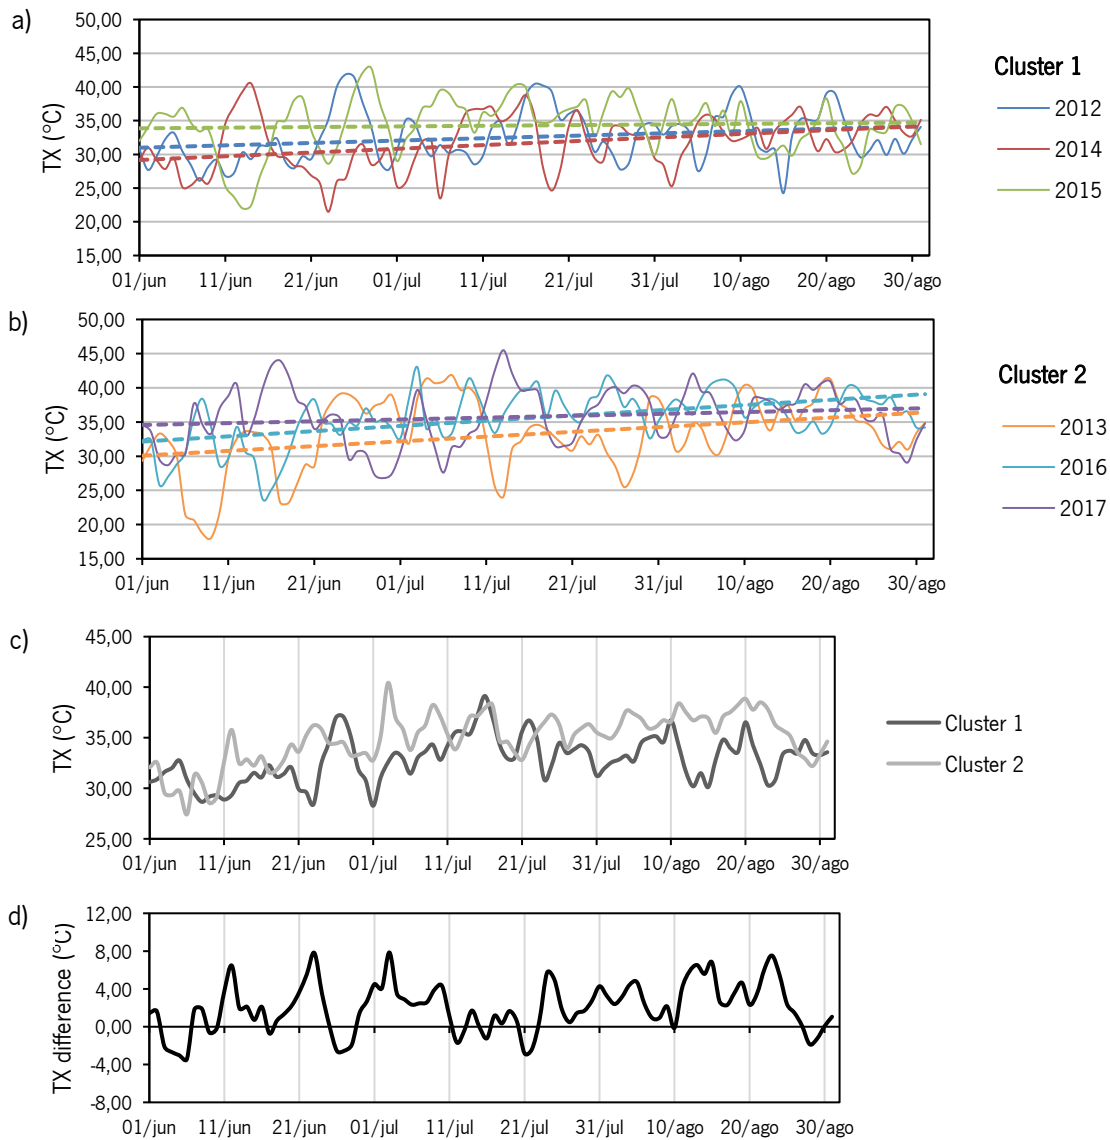 a)
TX (°C)
50,00
45,00
40,00
35,00
30,00
25,00
20,00
15,00
01/jun 11/jun 21/jun 01/jul 11/jul 21/jul 31/jul 10/ago 20/ago 30/ago
Cluster 1
2012
2014
2015
b)
TX (°C)
50,00
45,00
40,00
35,00
30,00
25,00
20,00
15,00
01/jun 11/jun 21/jun 01/jul 11/jul 21/jul 31/jul 10/ago 20/ago 30/ago
Cluster 2
2013
2016
2017
c)
TX (°C)
45,00
40,00
35,00
30,00
25,00
01/jun 11/jun 21/jun 01/jul 11/jul 21/jul 31/jul 10/ago 20/ago 30/ago
Cluster 1
Cluster 2
d)
TX difference (°C)
12,00
8,00
4,00
0,00
-4,00
-8,00
01/jun 11/jun 21/jun 01/jul 11/jul 21/jul 31/jul 10/ago 20/ago 30/ago